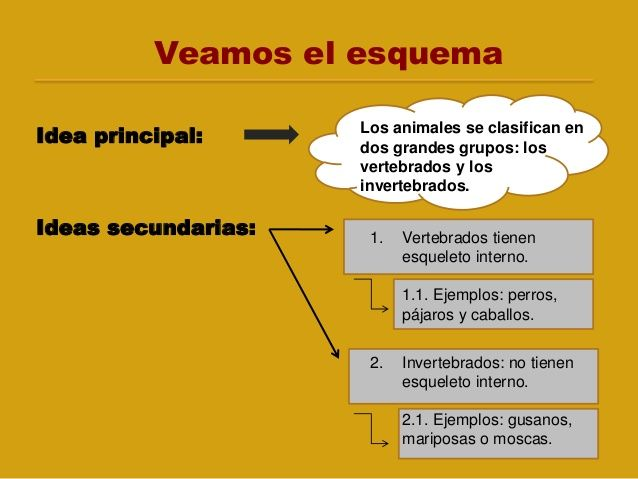 Veamos el esquema
Idea principal:
Los animales se clasifican en
dos grandes grupos: los
vertebrados y los
invertebrados.
Ideas secundarias:
1. Vertebrados tienen
esqueleto interno.
1.1. Ejemplos: perros,
pájaros y caballos.
2. Invertebrados: no tienen
esqueleto interno.
2.1. Ejemplos: gusanos,
mariposas o moscas.